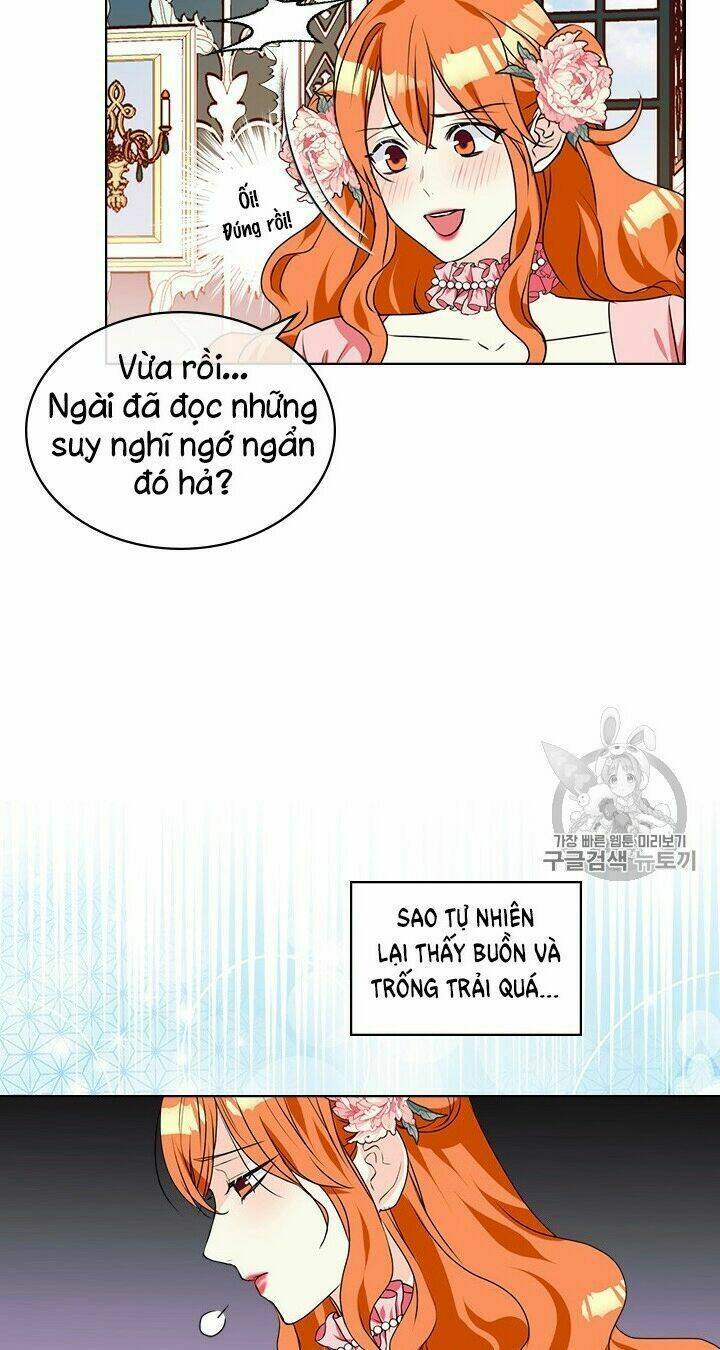 Ối!
Đúng rồi!
Vừa rồi...
Ngài đã đọc những
suy nghĩ ngớ ngẩn
đó hả?
가장 빠른 웹툰 미리보기
구글검색 뉴토끼
SAO TỰ NHIÊN
LẠI THẤY BUỒN VÀ
TRỐNG TRẢI QUÁ...